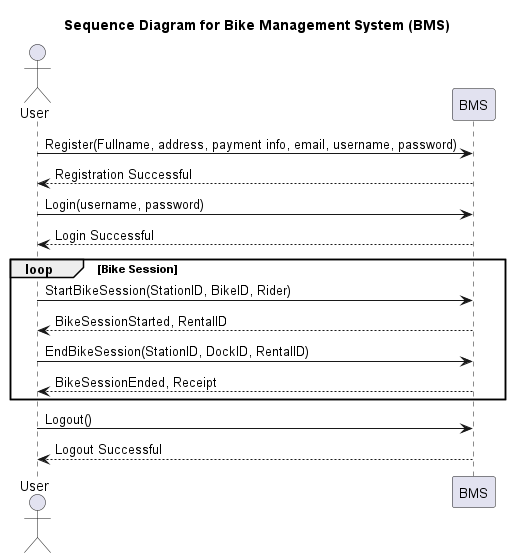 Sequence Diagram for Bike Management System (BMS)
User
BMS
Register(Fullname, address, payment info, email, username, password)
Registration Successful
Login(username, password)
Login Successful
loop [Bike Session]
StartBikeSession(StationID, BikeID, Rider)
BikeSessionStarted, RentalID
EndBikeSession(StationID, DockID, RentalID)
BikeSessionEnded, Receipt
Logout()
Logout Successful
User
BMS